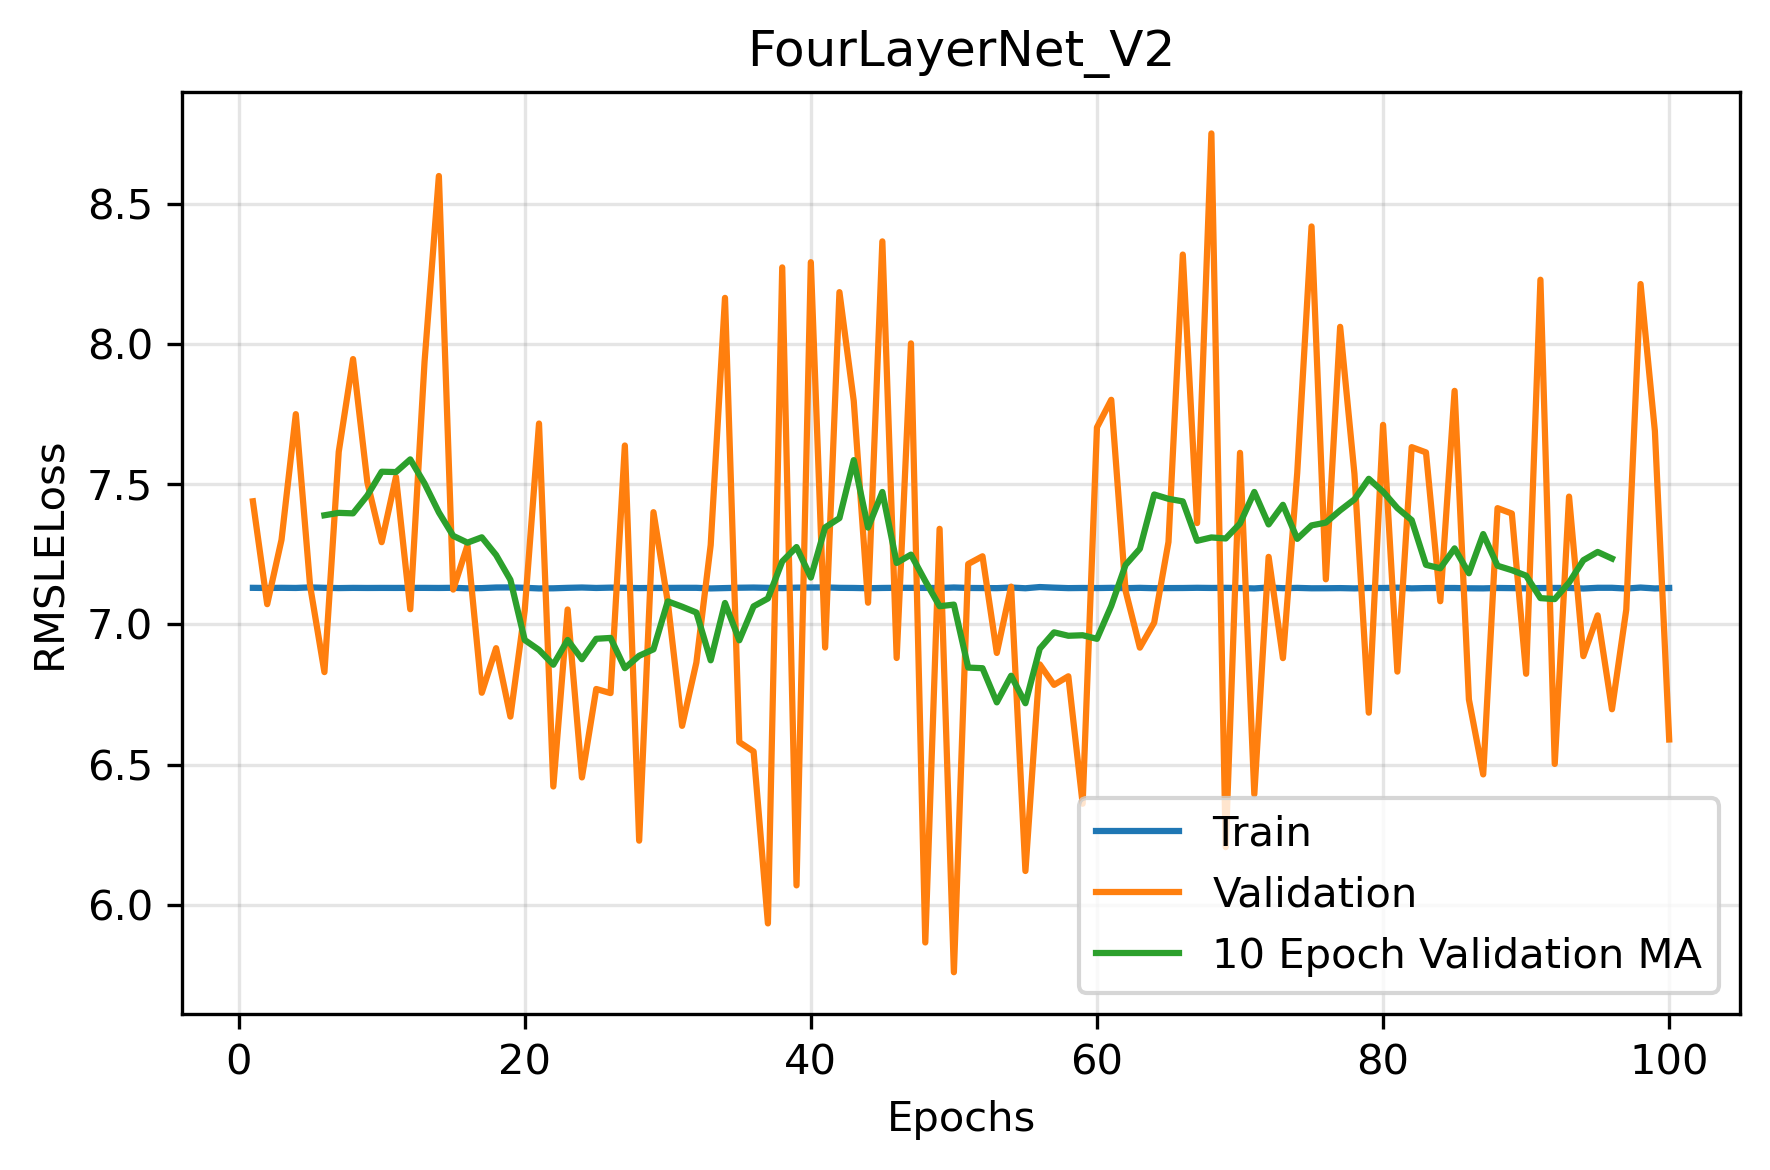 FourLayerNet_V2
RMSLELoss
8.5
8.0
7.5
7.0
6.5
6.0
Train
Validation
10 Epoch Validation MA
0 20 40 60 80 100
Epochs